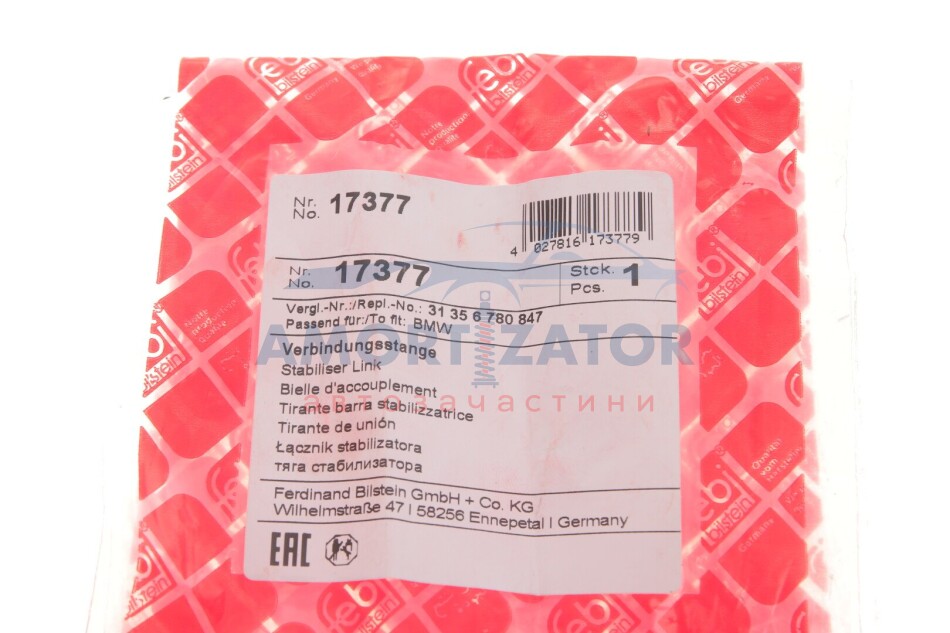 febi
bilstein
Nr.
No. 17377
4 027816 173779
Nr.
No. 17377
Stck.
Pcs. 1
Vergl.-Nr.:/Repl.-No.: 31 35 6 780 847
Passend für:/To fit: BMW
AMORTIZATOR
Verbindungsstange
Stabiliser Link
Bielle d'accouplement
автозачастини
Tirante barra stabilizzatrice
Tirante de unión
Łącznik stabilizatora
тяга стабилизатора
Ferdinand Bilstein GmbH + Co. KG
Wilhelmstraße 47 I 58256 Ennepetal I Germany
EAC